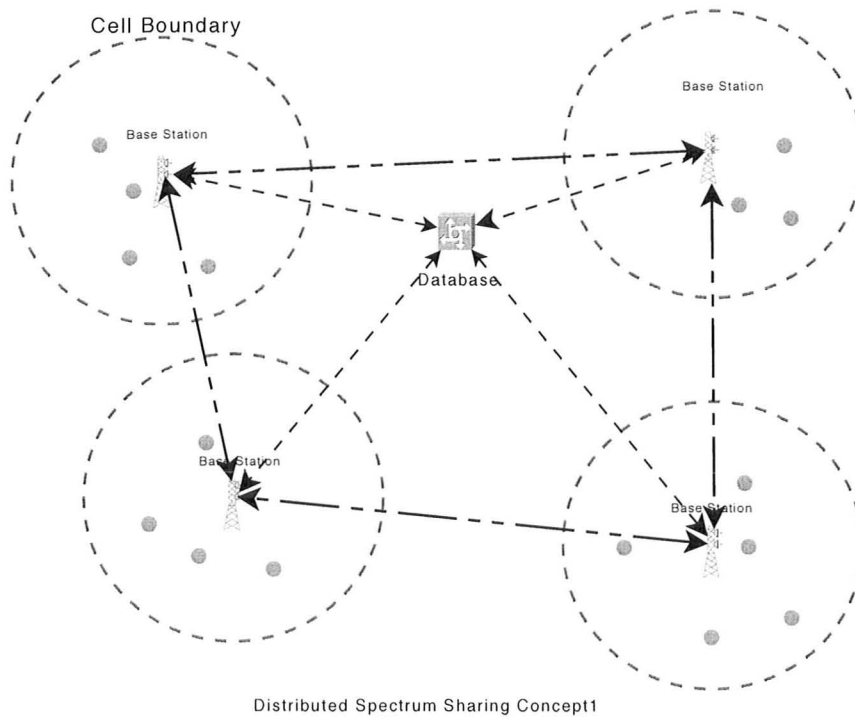 Cell Boundary
Base Station
Base Station
Database
Base Station
Base Station
Distributed Spectrum Sharing Concept1